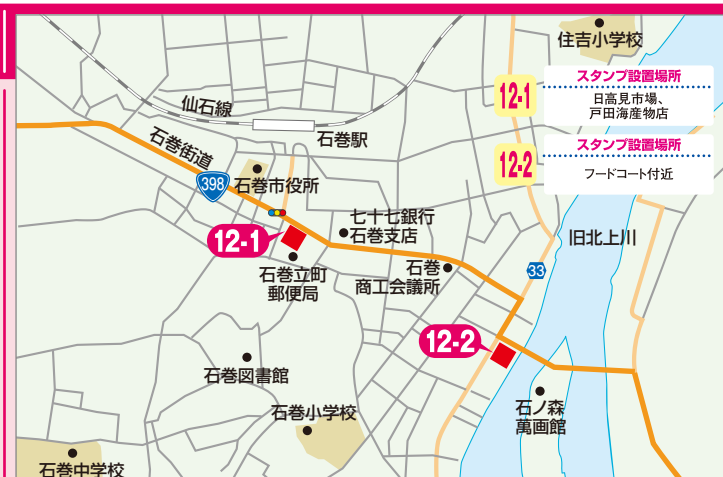 住吉小学校
12-1
スタンプ設置場所
日高見市場、
戸田海産物店
12-2
スタンプ設置場所
フードコート付近
仙石線
石巻駅
石巻街道
398
石巻市役所
12-1
七十七銀行
石巻支店
石巻立町
郵便局
石巻
商工会議所
旧北上川
33
12-2
石巻図書館
石ノ森
萬画館
石巻小学校
石巻中学校